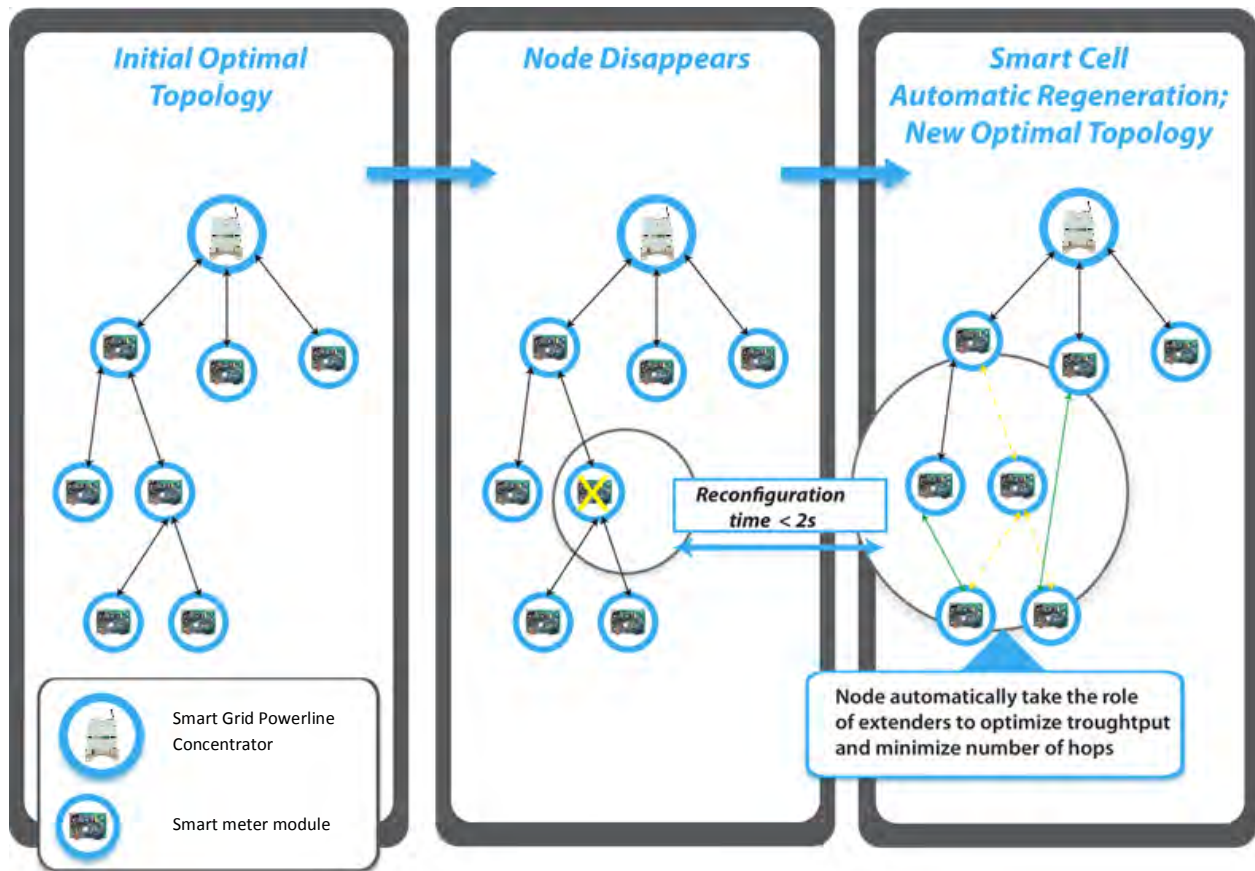 Initial Optimal
Topology
Node Disappears
Smart Cell
Automatic Regeneration;
New Optimal Topology
Reconfiguration
time < 2s
Node automatically take the role
of extenders to optimize troughtput
and minimize number of hops
Smart Grid Powerline
Concentrator
Smart meter module